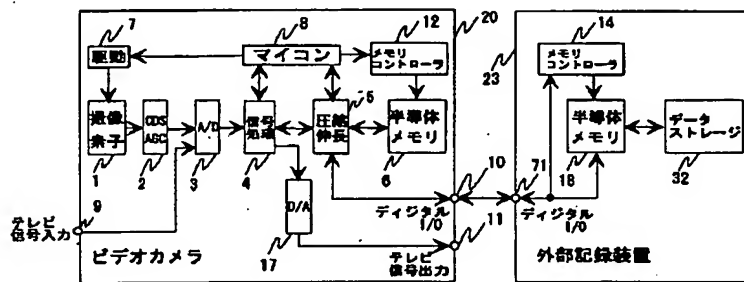 7
8
12
20
14
23
駆動
マイコン
メモリ
コントローラ
メモリ
コントローラ
5
撮像
素子
CDS
AGC
A/D
信号
処理
圧縮
伸長
半導体
メモリ
半導体
メモリ
データ
ストレージ
1
2
3
4
6
10
71
18
32
9
テレビ
信号入力
D/A
17
ディジタル
I/O
11
ディジタル
I/O
ビデオカメラ
テレビ
信号出力
外部記録装置